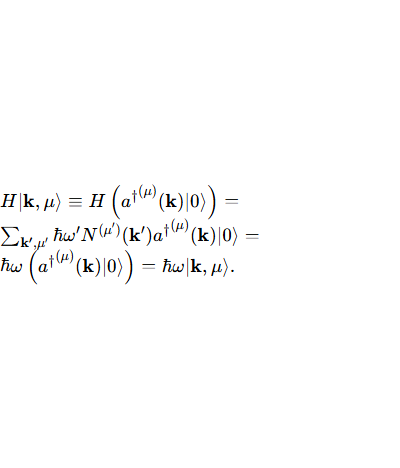 H|𝐤, μ⟩ ≡ H (a†⁽ᵘ⁾(𝐤)|0⟩) =
∑_{𝐤′,μ′} ħω′N^{(μ′)}(𝐤′)a†^{(μ)}(𝐤)|0⟩ =
ħω (a†^{(μ)}(𝐤)|0⟩) = ħω|𝐤, μ⟩.